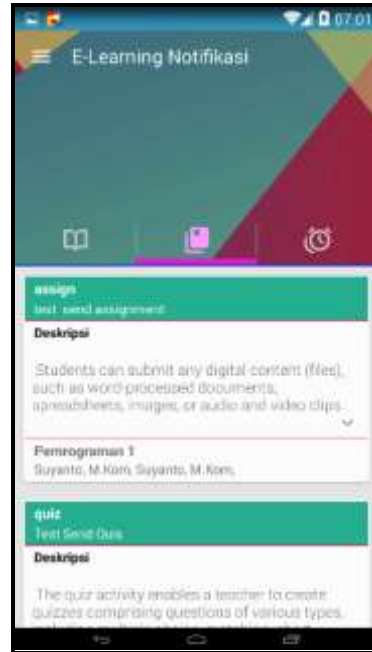 07:01
E-Learning Notifikasi
assign
test send assignment
Deskripsi
Students can submit any digital content (files),
such as word-processed documents,
spreadsheets, images, or audio and video clips.
Pemrograman 1
Suyanto, M.Kom, Suyanto, M.Kom,
quiz
Test Send Quis
Deskripsi
The quiz activity enables a teacher to create
quizzes comprising questions of various types,